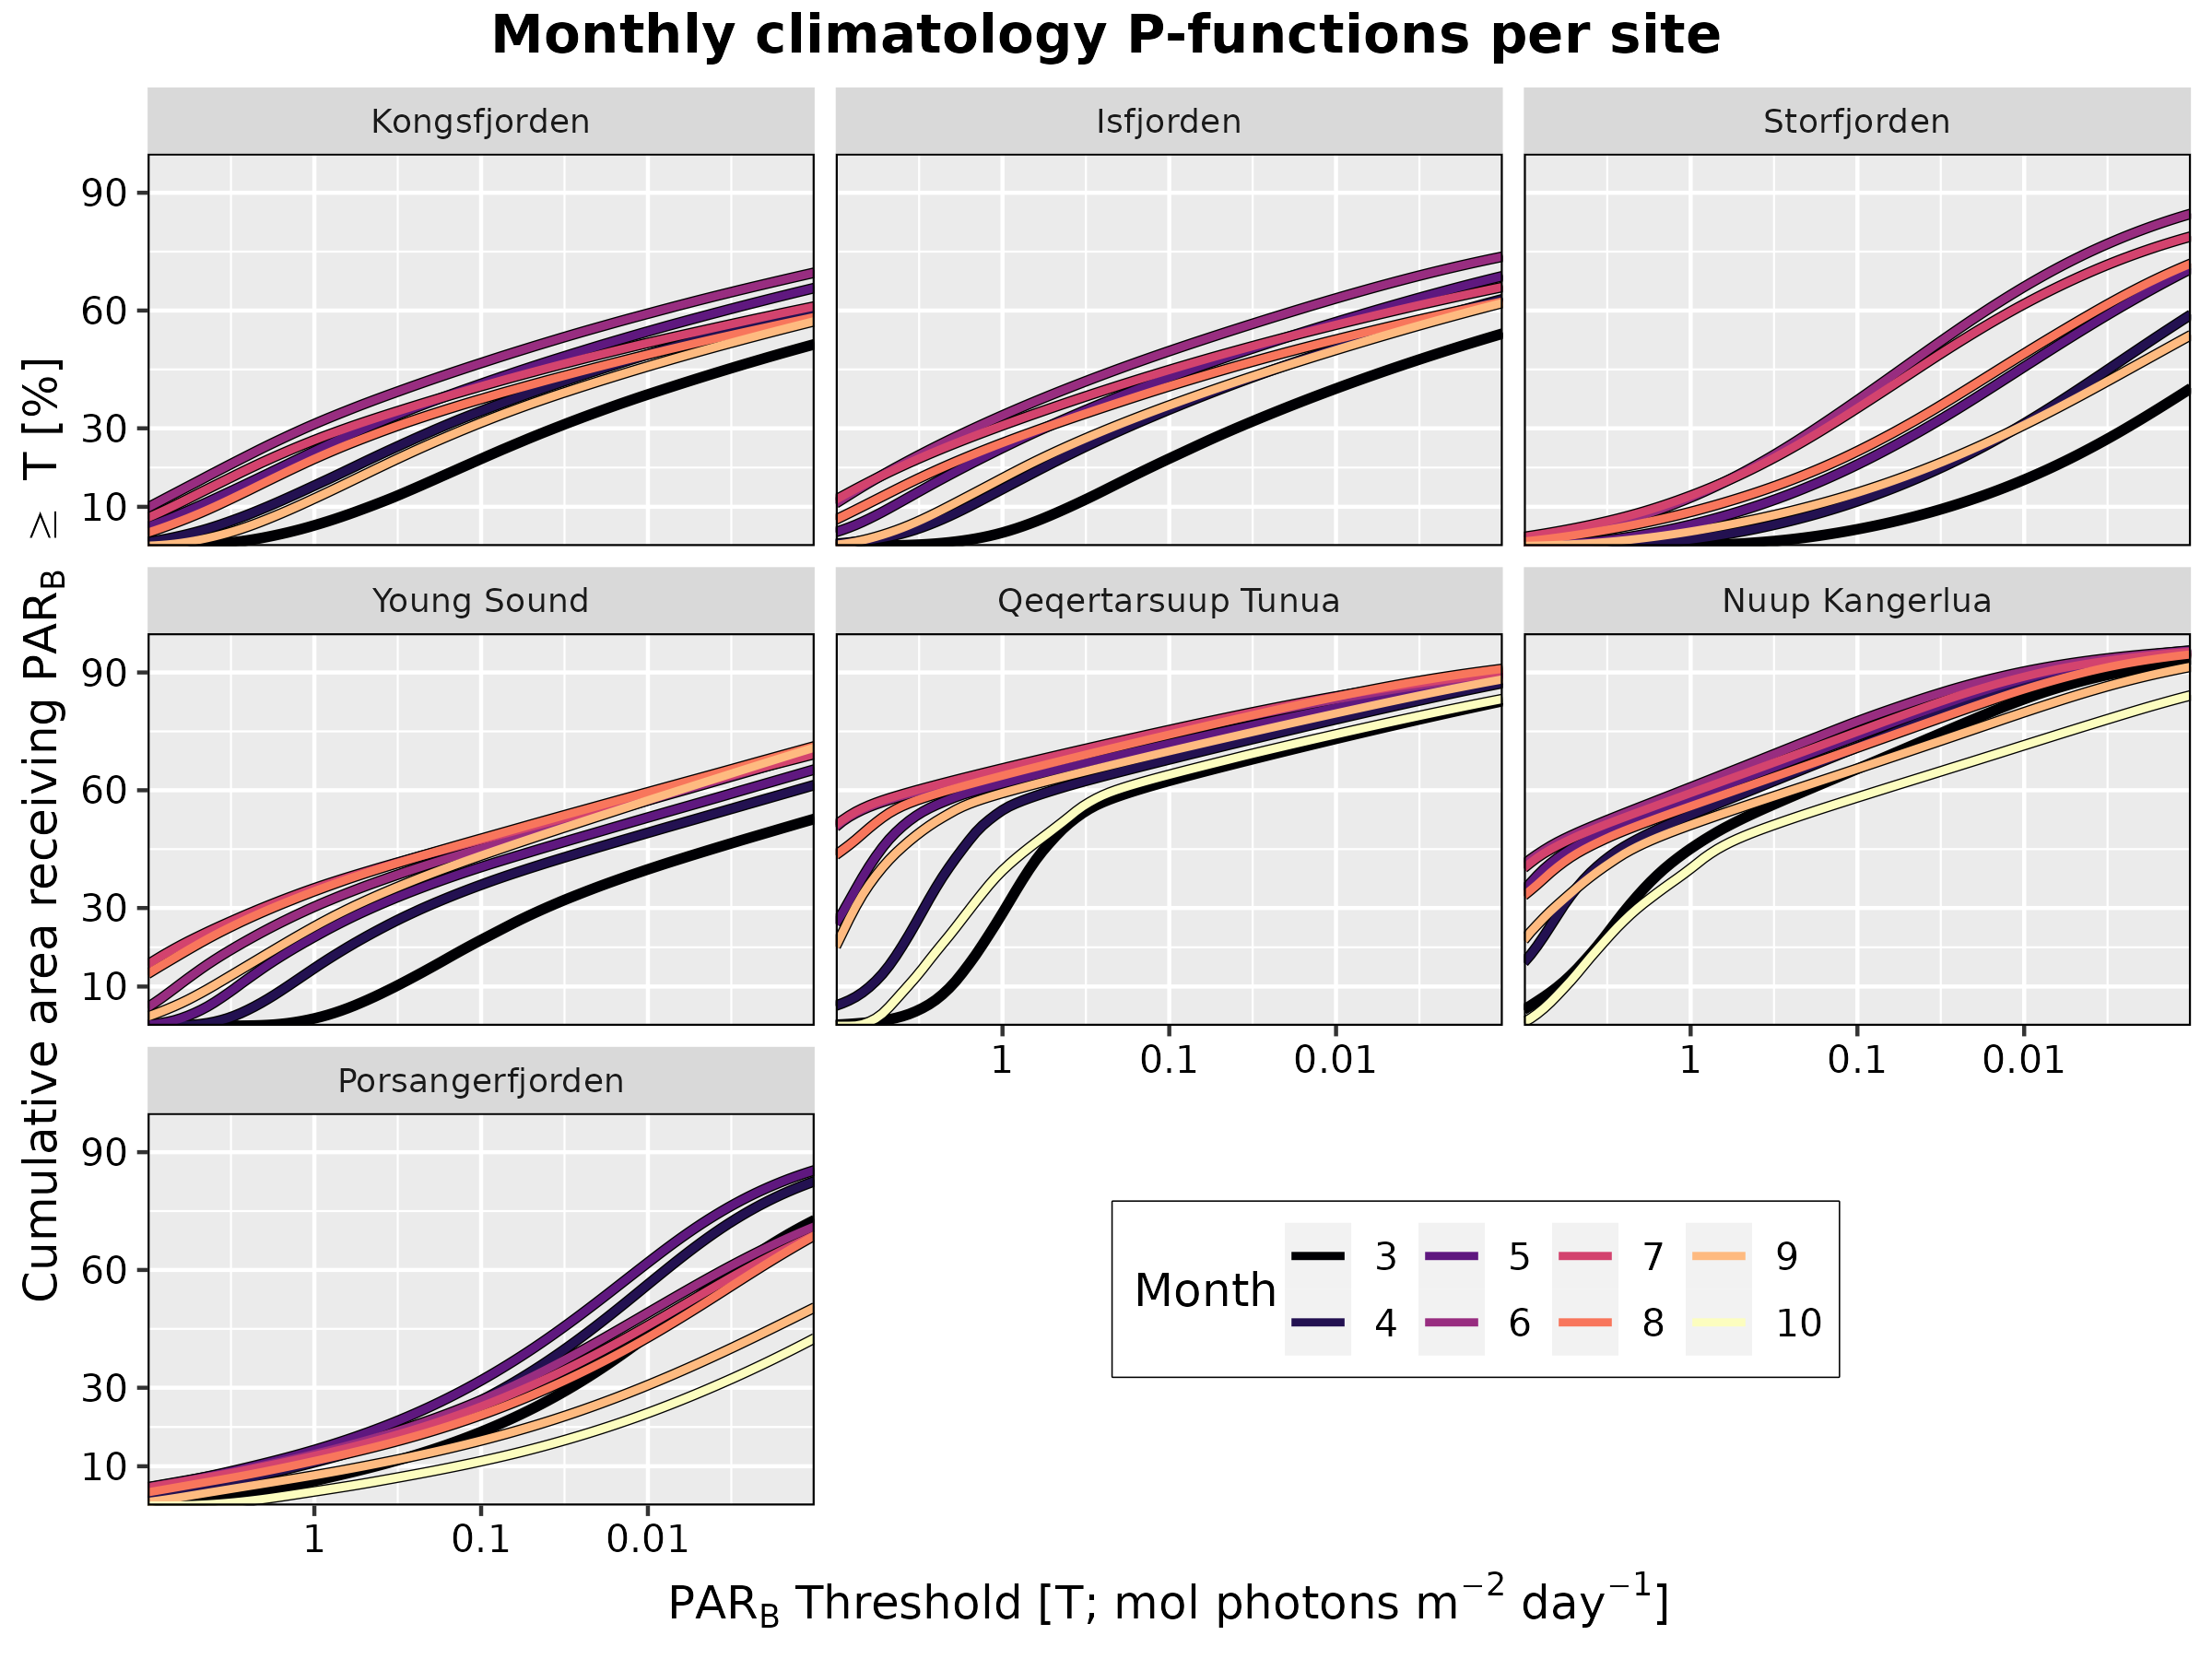 Monthly climatology P-functions per site
Kongsfjorden
Isfjorden
Storfjorden
90
60
30
10
Cumulative area receiving PAR_B ≥ T [%]
Young Sound
Qeqertarsuup Tunua
Nuup Kangerlua
90
60
30
10
1
0.1
0.01
1
0.1
0.01
Porsangerfjorden
90
60
30
10
1
0.1
0.01
Month
3
5
7
9
4
6
8
10
PAR_B Threshold [T; mol photons m⁻² day⁻¹]